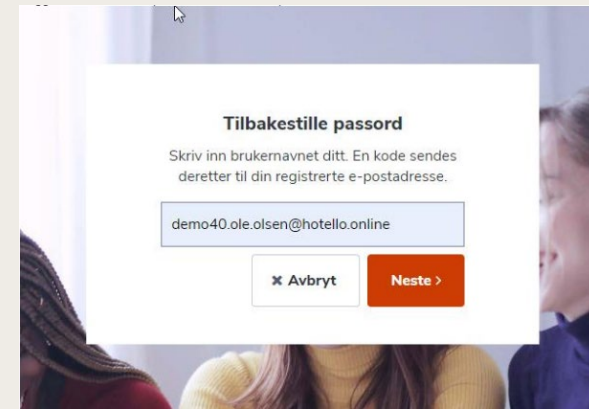 Tilbakestille passord
Skriv inn brukernavnet ditt. En kode sendes
deretter til din registrerte e-postadresse.
demo40.ole.olsen@hotello.online
× Avbryt
Neste >